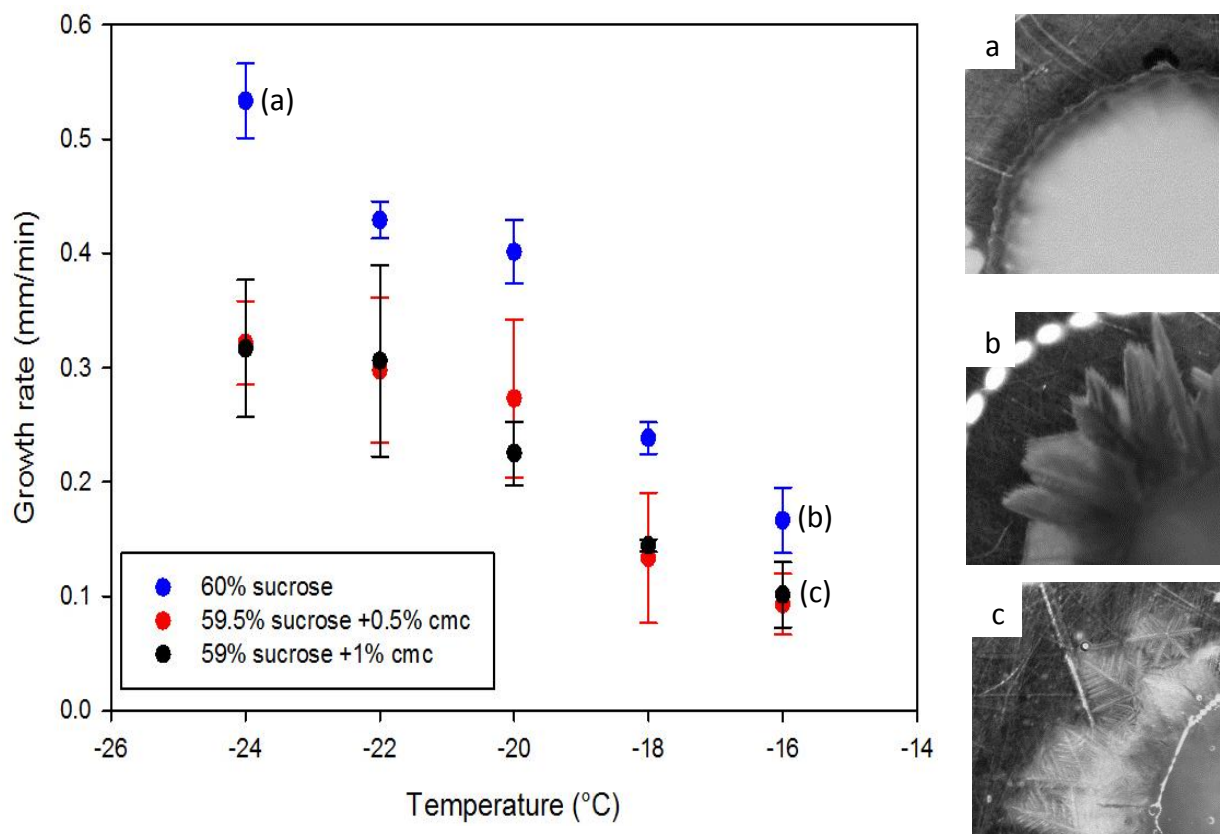 0.6
0.5
0.4
0.3
0.2
0.1
0.0
Growth rate (mm/min)
-26
-24
-22
-20
-18
-16
-14
Temperature (°C)
(a)
(b)
(c)
60% sucrose
59.5% sucrose +0.5% cmc
59% sucrose +1% cmc
a
b
c